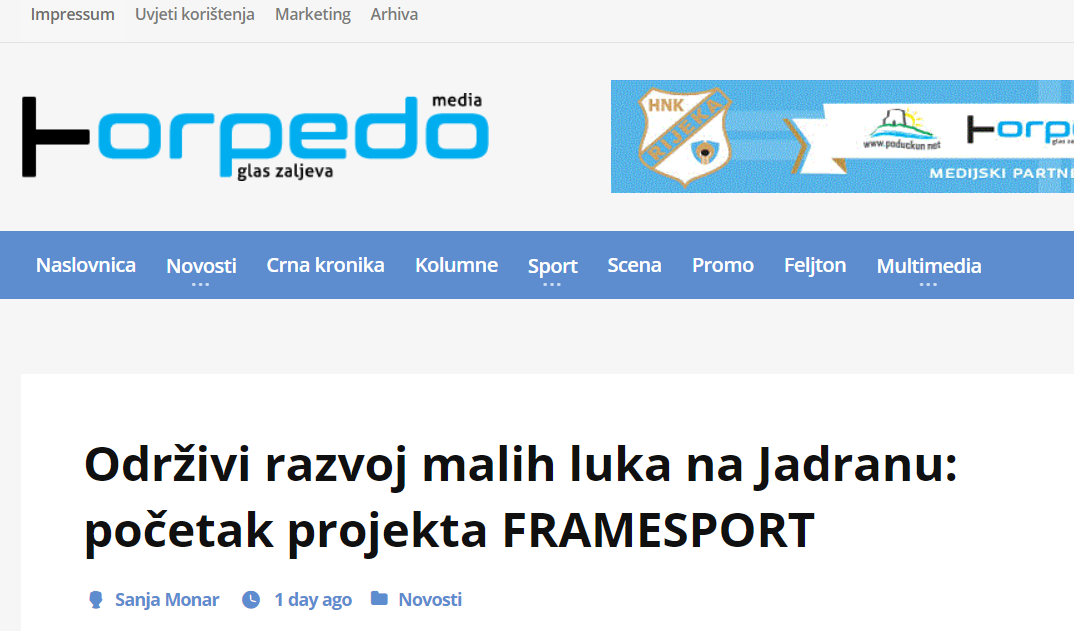 Impressum Uvjeti korištenja Marketing Arhiva
torpedo media
glas zaljeva
HNK RIJEKA
www.poduckun.net
MEDIJSKI
Naslovnica Novosti Crna kronika Kolumne Sport Scena Promo Feljton Multimedia
Održivi razvoj malih luka na Jadranu:
početak projekta FRAMESPORT
Sanja Monar 1 day ago Novosti